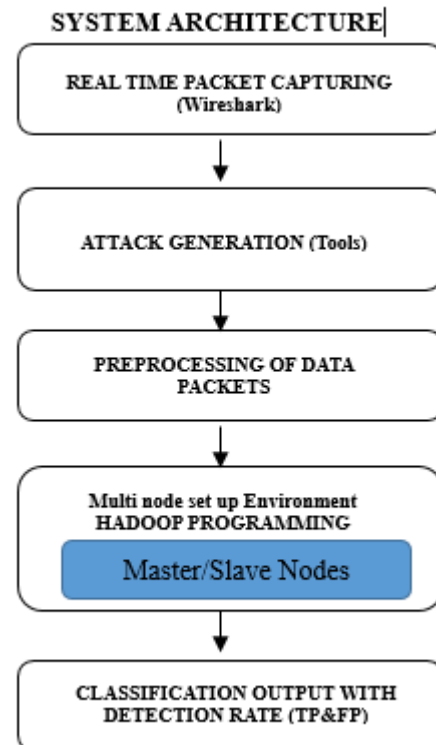 SYSTEM ARCHITECTURE
REAL TIME PACKET CAPTURING
(Wireshark)
ATTACK GENERATION (Tools)
PREPROCESSING OF DATA
PACKETS
Multi node set up Environment
HADOOP PROGRAMMING
Master/Slave Nodes
CLASSIFICATION OUTPUT WITH
DETECTION RATE (TP&FP)